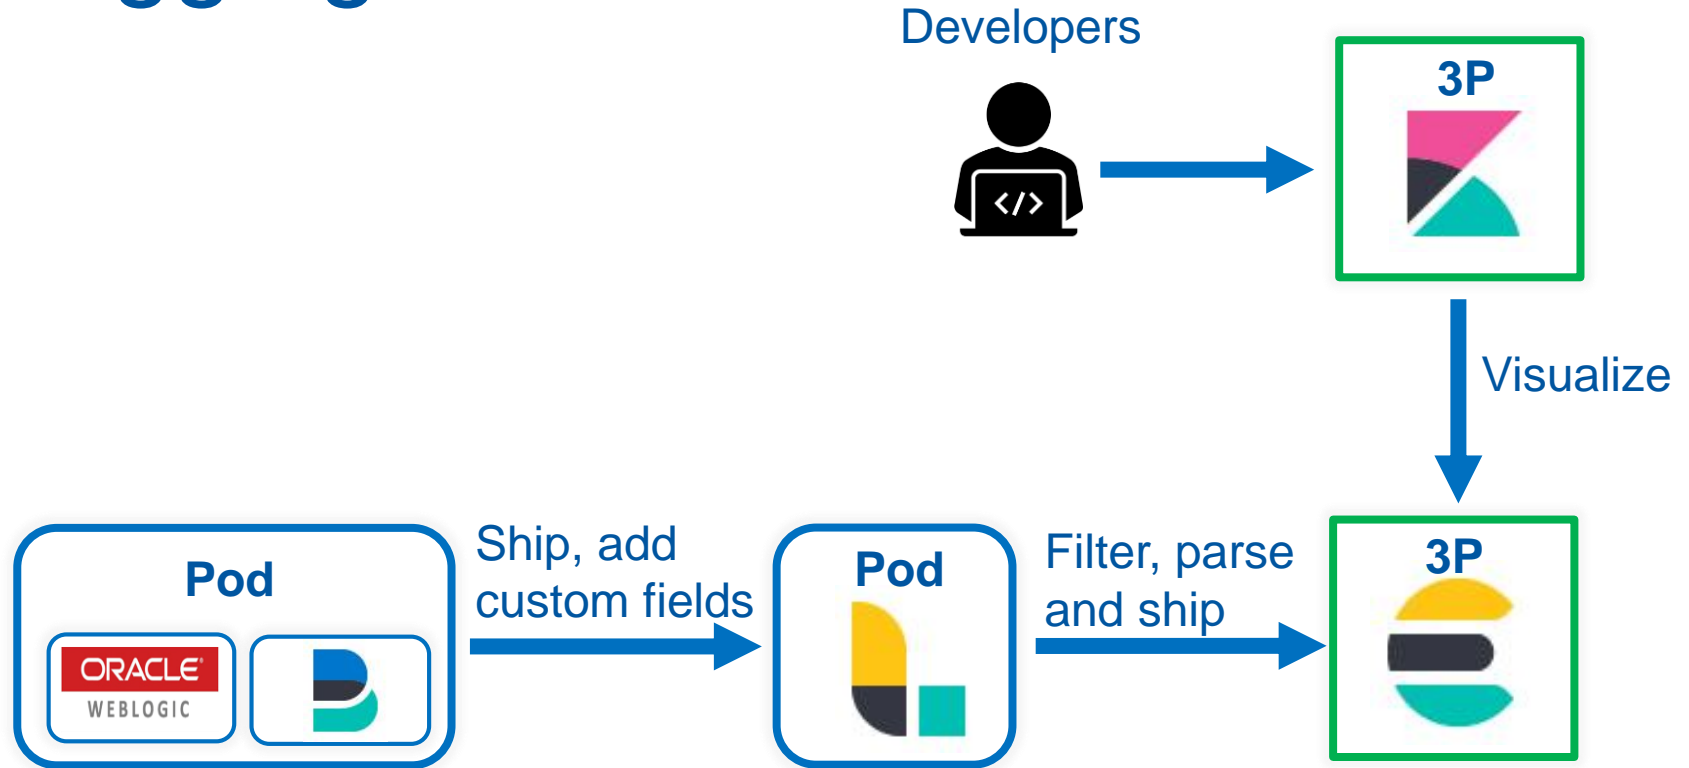 Developers
3P
</>
Visualize
Pod
Ship, add
custom fields
Pod
Filter, parse
and ship
3P
ORACLE
WEBLOGIC